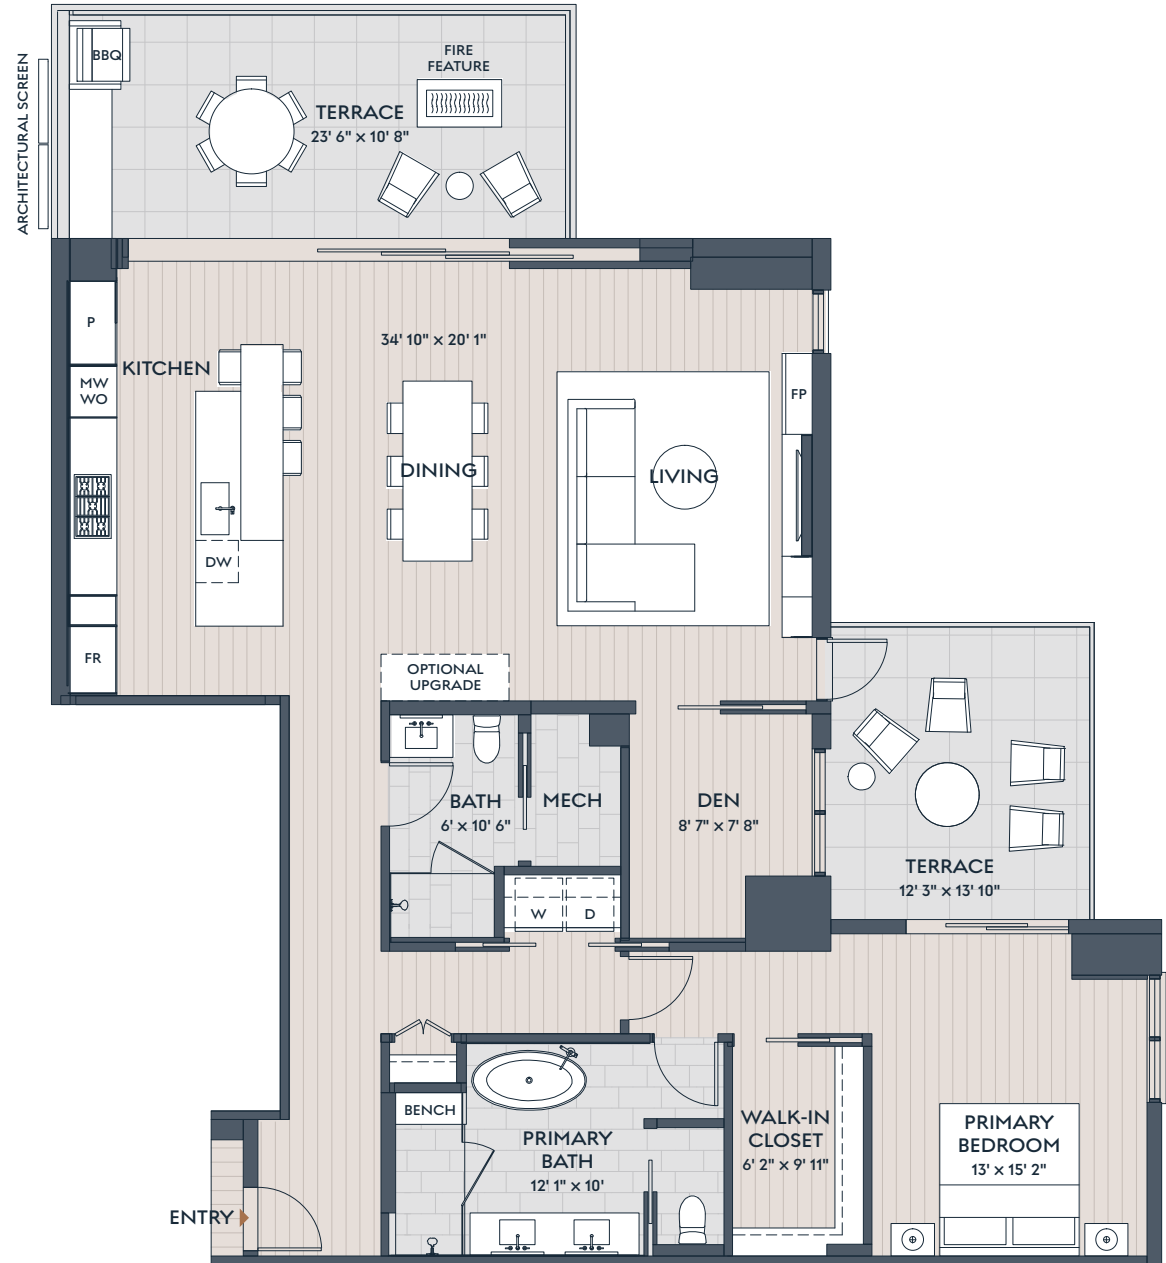 ARCHITECTURAL SCREEN
BBQ
FIRE
FEATURE
TERRACE
23' 6" x 10' 8"
P
34' 10" x 20' 1"
KITCHEN
MW
WO
FP
DINING
LIVING
DW
FR
OPTIONAL
UPGRADE
BATH
6' x 10' 6"
MECH
DEN
8' 7" x 7' 8"
TERRACE
12' 3" x 13' 10"
W
D
BENCH
PRIMARY
BATH
12' 1" x 10'
WALK-IN
CLOSET
6' 2" x 9' 11"
PRIMARY
BEDROOM
13' x 15' 2"
ENTRY